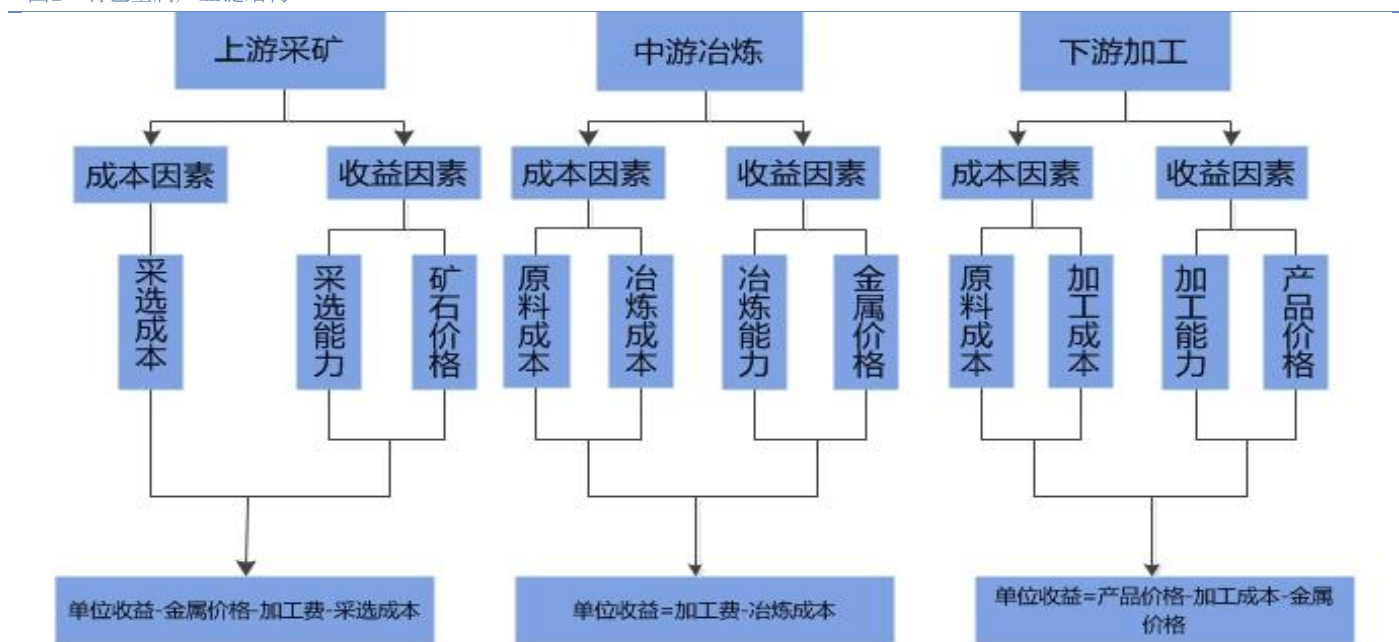 上游采矿
中游冶炼
下游加工
成本因素
收益因素
成本因素
收益因素
成本因素
收益因素
采选成本
采选能力
矿石价格
原料成本
冶炼成本
冶炼能力
金属价格
原料成本
加工成本
加工能力
产品价格
单位收益-金属价格-加工费-采选成本
单位收益=加工费-冶炼成本
单位收益=产品价格-加工成本-金属
价格